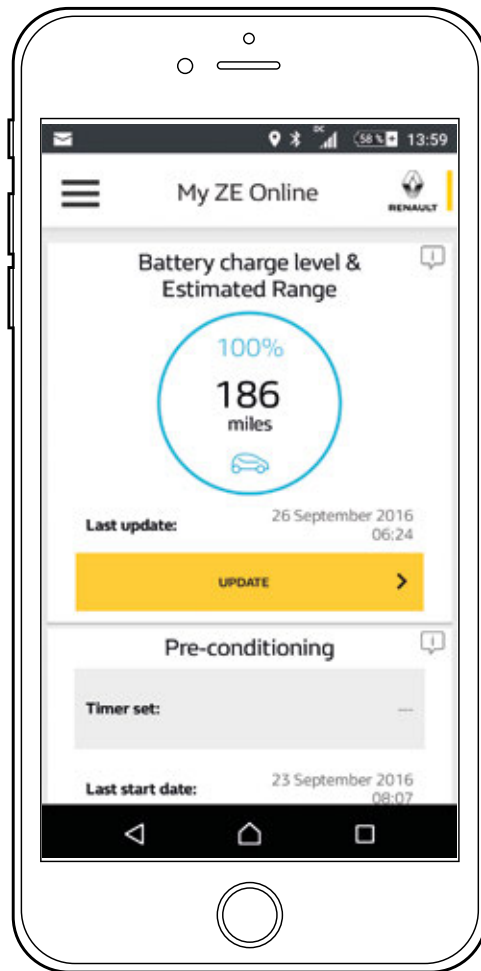 58% 13:59
My ZE Online
RENAULT
Battery charge level &
Estimated Range
100%
186
miles
Last update: 26 September 2016
06:24
UPDATE
Pre-conditioning
Timer set: ---
Last start date: 23 September 2016
08:07